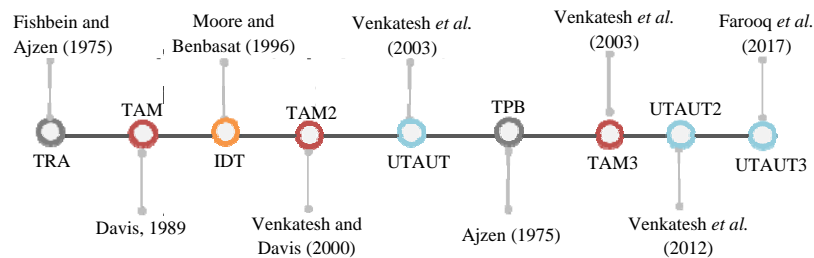 Fishbein and
Ajzen (1975)
Moore and
Benbasat (1996)
Venkatesh et al.
(2003)
Venkatesh et al.
(2003)
Farooq et al.
(2017)
TAM
TAM2
TPB
UTAUT2
TRA
IDT
UTAUT
TAM3
UTAUT3
Davis, 1989
Venkatesh and
Davis (2000)
Ajzen (1975)
Venkatesh et al.
(2012)